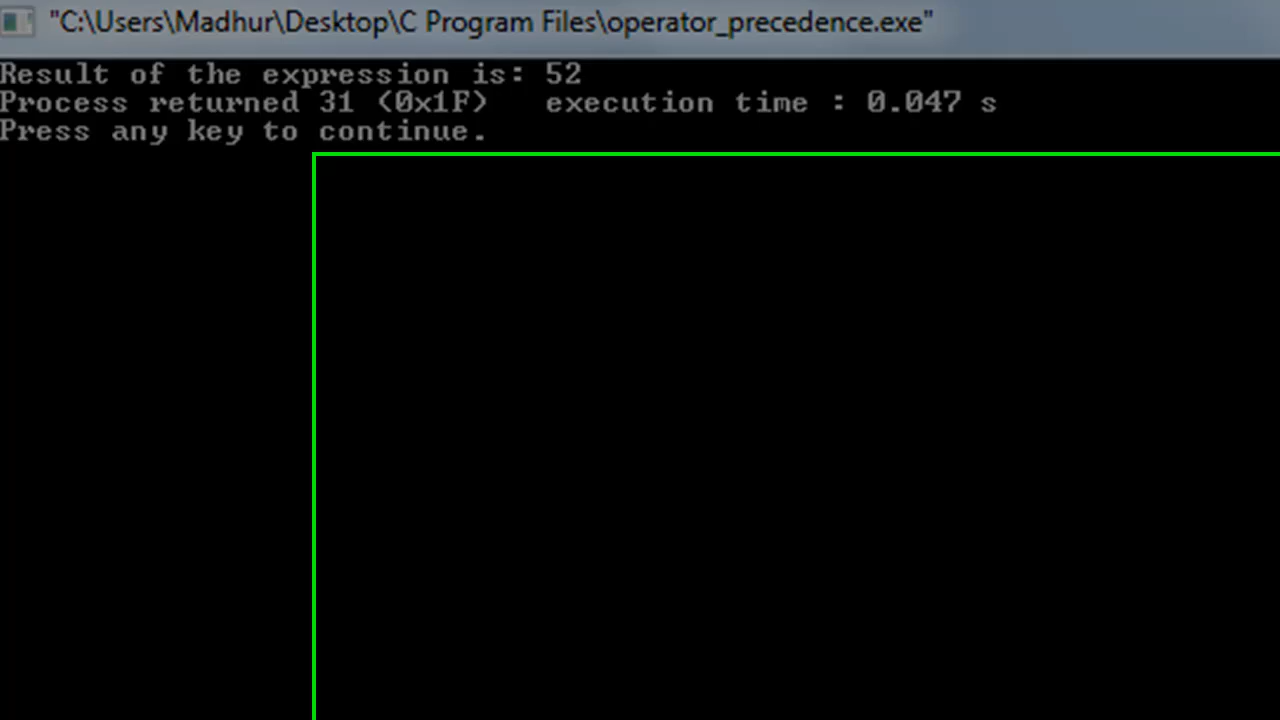 "C:\Users\Madhur\Desktop\C Program Files\operator_precedence.exe"
Result of the expression is: 52
Process returned 31 (0x1F)   execution time : 0.047 s
Press any key to continue.